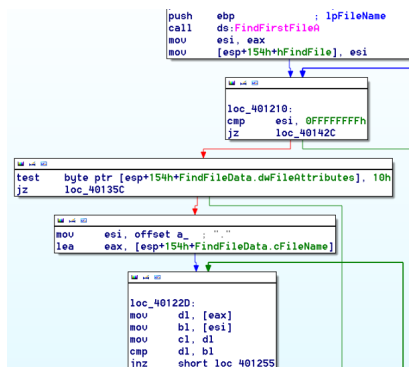 push    ebp             ; lpFileName
call    ds:FindFirstFileA
mov     esi, eax
mov     [esp+154h+hFindFile], esi
loc_401210:
cmp     esi, 0FFFFFFFFh
jz      loc_40142C
test    byte ptr [esp+154h+FindFileData.dwFileAttributes], 10h
jz      loc_40135C
mov     esi, offset a_  ; "."
lea     eax, [esp+154h+FindFileData.cFileName]
loc_40122D:
mov     dl, [eax]
mov     bl, [esi]
mov     cl, dl
cmp     dl, bl
jnz     short loc_401255